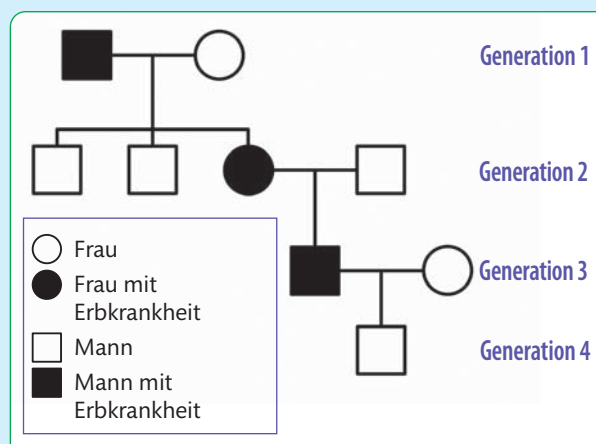 Generation 1
Generation 2
Frau
Frau mit
Erbkrankheit
Mann
Mann mit
Erbkrankheit
Generation 3
Generation 4